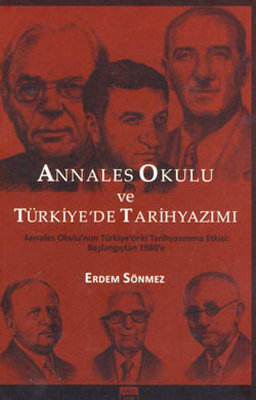 ANNALES OKULU
ve
TÜRKİYE'DE TARİHYAZIMI
Annales Okulu'nun Türkiye'deki Tarihyazımına Etkisi:
Başlangıçtan 1980'e
ERDEM SÖNMEZ